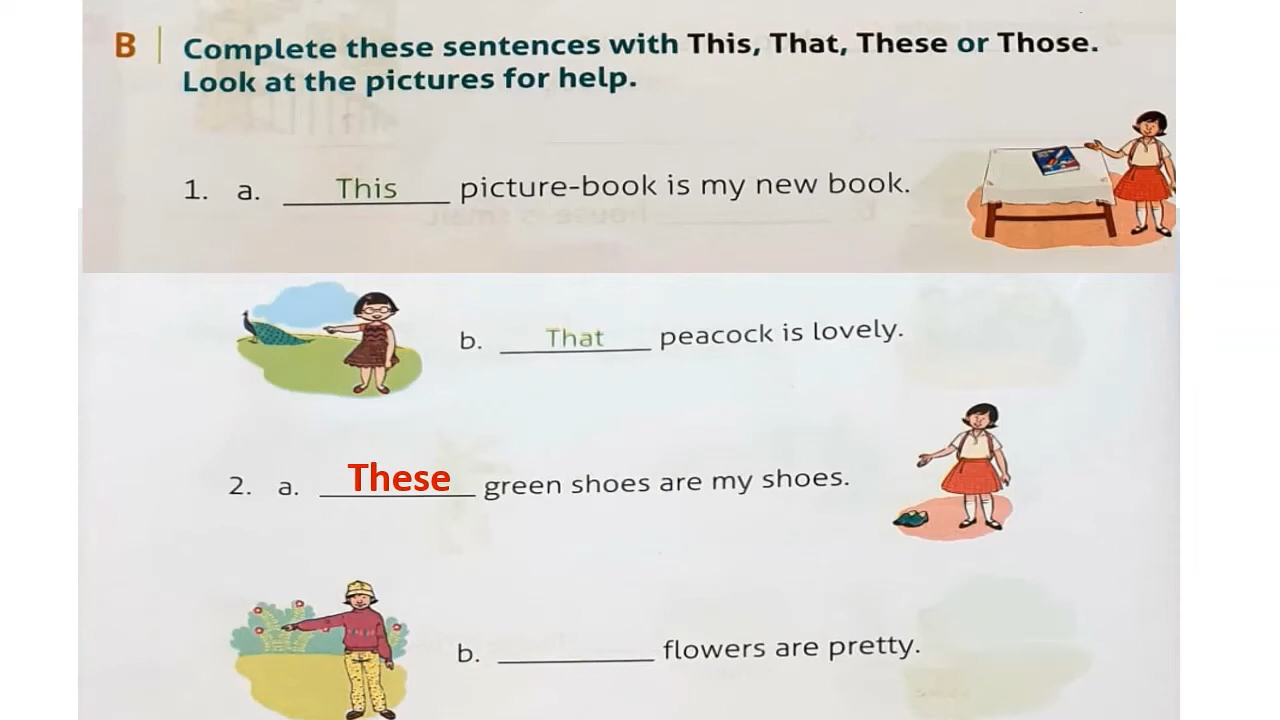 B | Complete these sentences with This, That, These or Those.
Look at the pictures for help.
1. a. This picture-book is my new book.
b. That peacock is lovely.
2. a. These green shoes are my shoes.
b. __________ flowers are pretty.